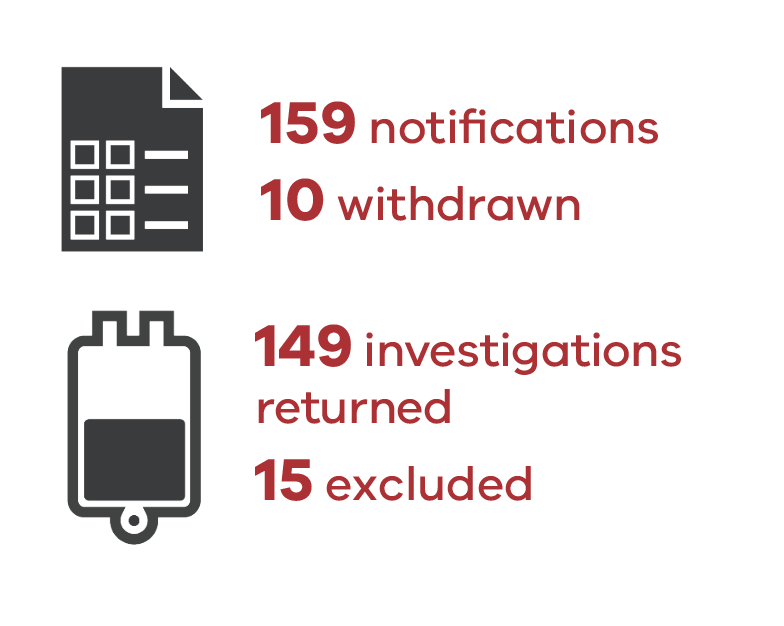 159 notifications
10 withdrawn
149 investigations
returned
15 excluded